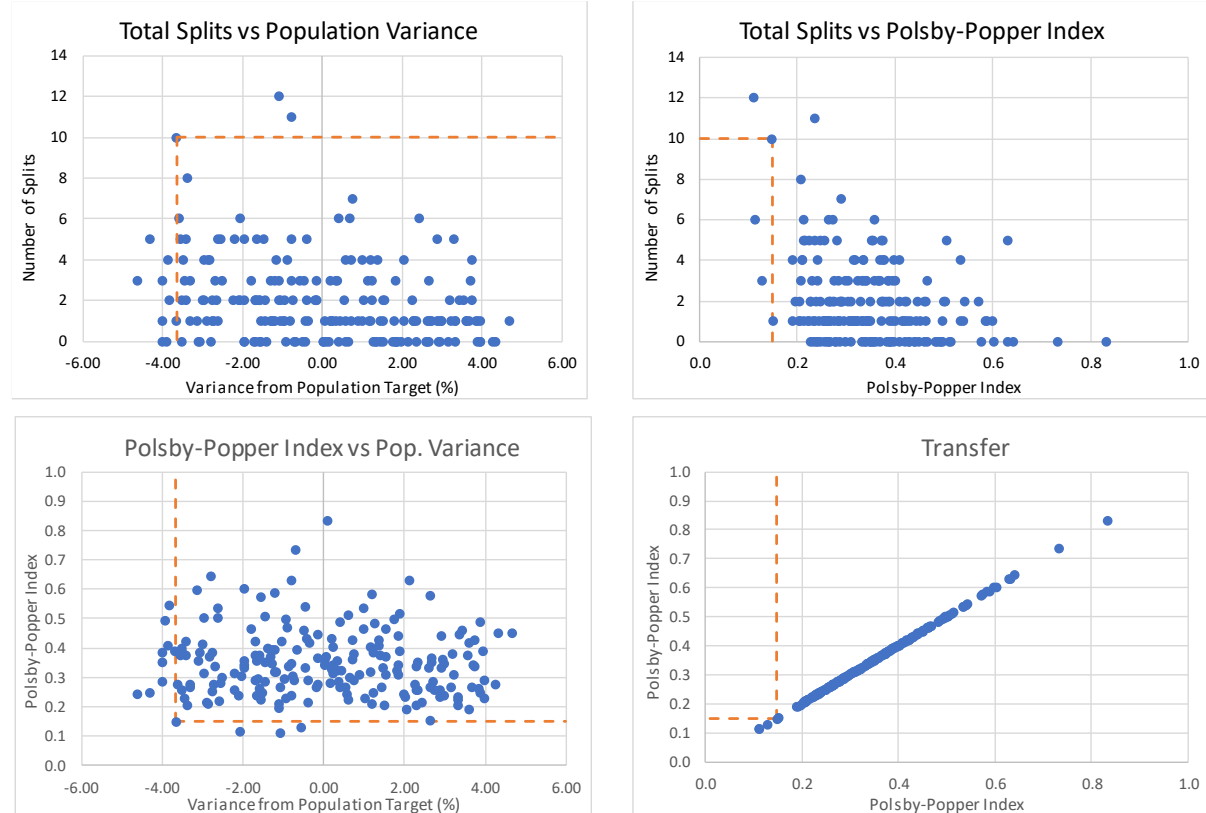 Total Splits vs Population Variance
14
12
10
8
6
4
2
0
Number of Splits
-6.00 -4.00 -2.00 0.00 2.00 4.00 6.00
Variance from Population Target (%)
Total Splits vs Polsby-Popper Index
14
12
10
8
6
4
2
0
Number of Splits
0.0 0.2 0.4 0.6 0.8 1.0
Polsby-Popper Index
Polsby-Popper Index vs Pop. Variance
1.0
0.9
0.8
0.7
0.6
0.5
0.4
0.3
0.2
0.1
0.0
Polsby-Popper Index
-6.00 -4.00 -2.00 0.00 2.00 4.00 6.00
Variance from Population Target (%)
Transfer
1.0
0.9
0.8
0.7
0.6
0.5
0.4
0.3
0.2
0.1
0.0
Polsby-Popper Index
0.0 0.2 0.4 0.6 0.8 1.0
Polsby-Popper Index